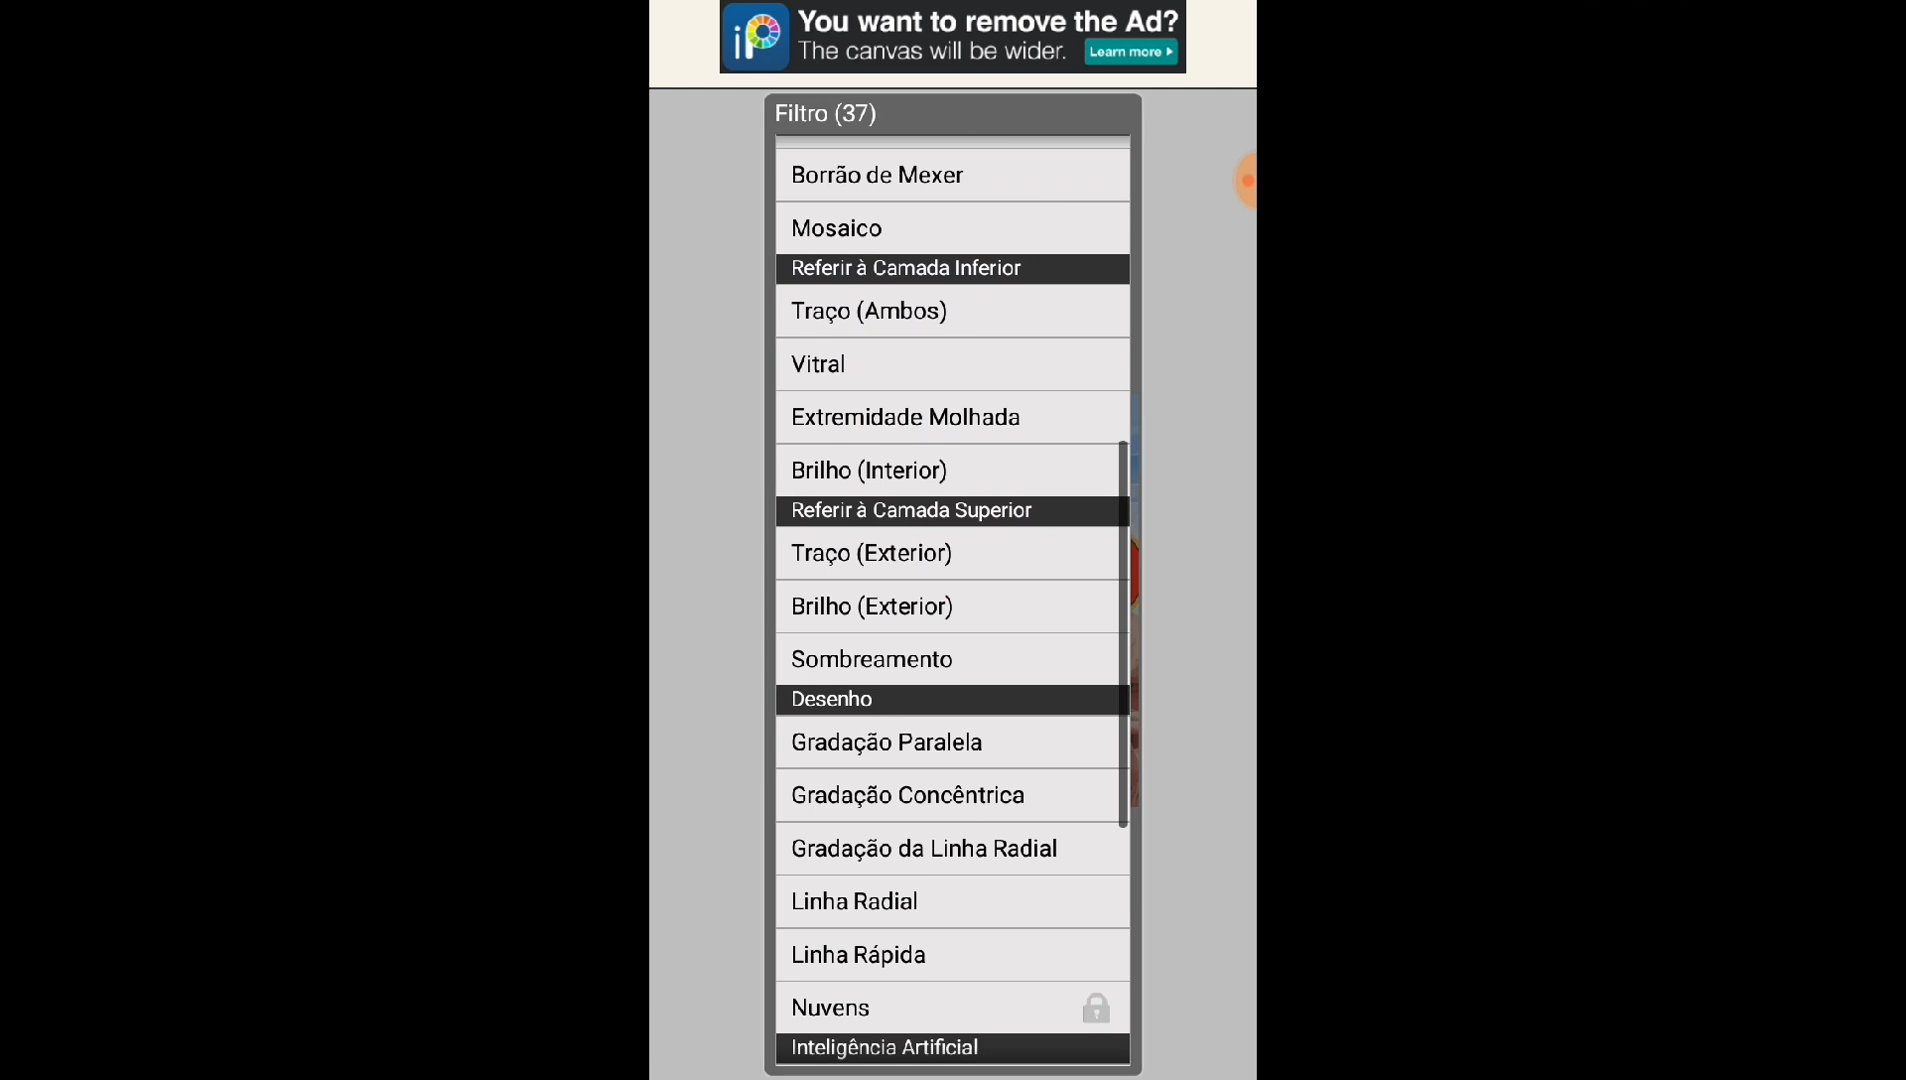 iP
You want to remove the Ad?
The canvas will be wider.
Learn more
Filtro (37)
Borrão de Mexer
Mosaico
Referir à Camada Inferior
Traço (Ambos)
Vitral
Extremidade Molhada
Brilho (Interior)
Referir à Camada Superior
Traço (Exterior)
Brilho (Exterior)
Sombreamento
Desenho
Gradação Paralela
Gradação Concêntrica
Gradação da Linha Radial
Linha Radial
Linha Rápida
Nuvens
Inteligência Artificial